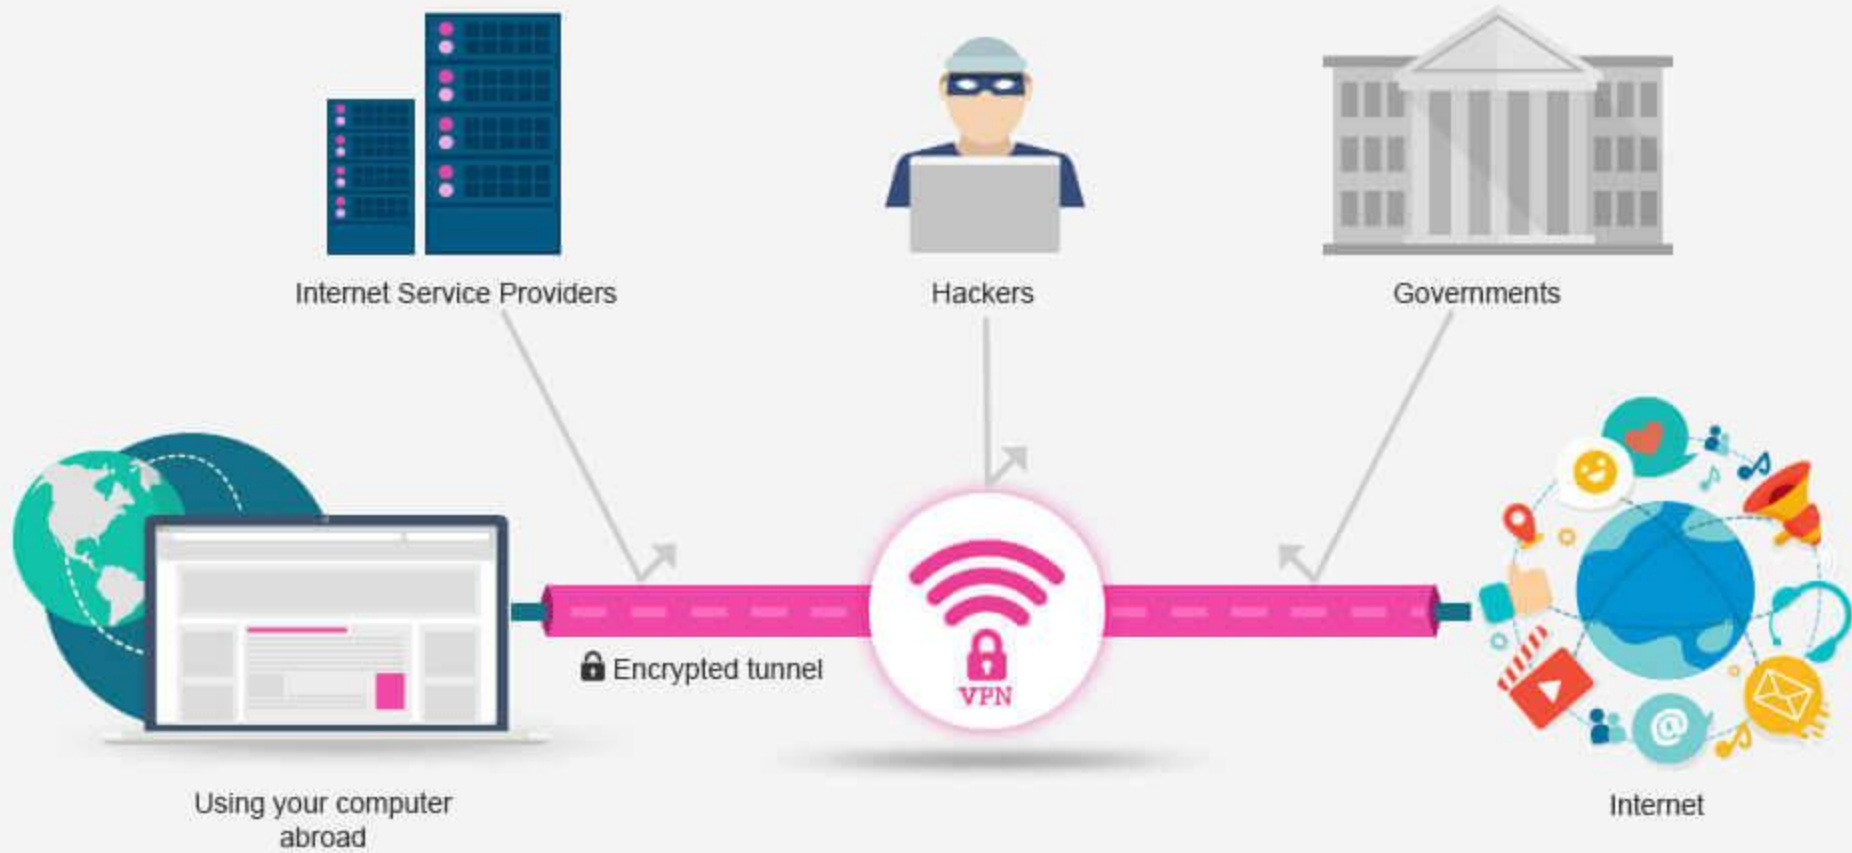 Internet Service Providers
Hackers
Governments
Encrypted tunnel
VPN
Using your computer
abroad
Internet